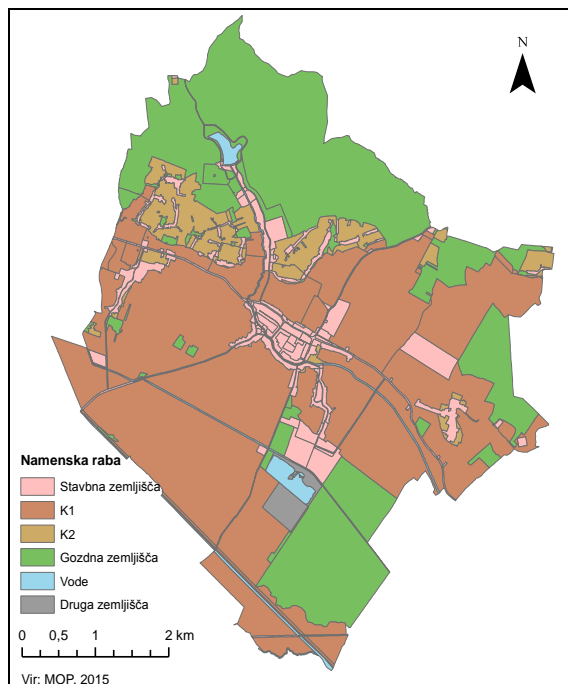 N
Namenska raba
Stavbna zemljišča
K1
K2
Gozdna zemljišča
Vode
Druga zemljišča
0 0,5 1 2 km
Vir: MOP, 2015